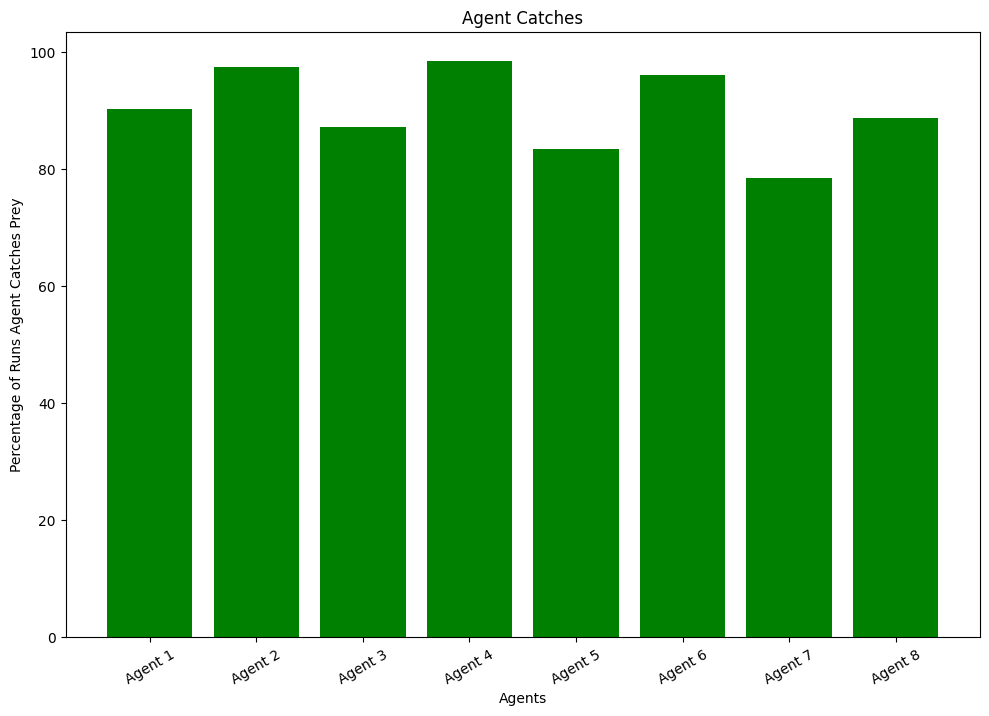 Agent Catches
Percentage of Runs Agent Catches Prey
100
80
60
40
20
0
Agent 1
Agent 2
Agent 3
Agent 4
Agent 5
Agent 6
Agent 7
Agent 8
Agents